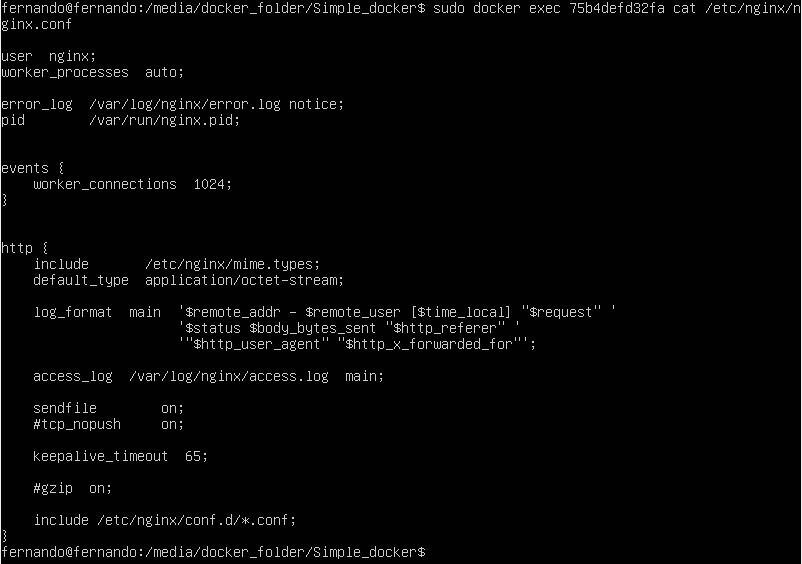 fernando@fernando:/media/docker_folder/Simple_docker$ sudo docker exec 75b4defd32fa cat /etc/nginx/n
ginx.conf
user  nginx;
worker_processes  auto;
error_log  /var/log/nginx/error.log notice;
pid        /var/run/nginx.pid;
events {
    worker_connections  1024;
}
http {
    include       /etc/nginx/mime.types;
    default_type  application/octet-stream;
    log_format  main  '$remote_addr - $remote_user [$time_local] "$request" '
                      '$status $body_bytes_sent "$http_referer" '
                      '"$http_user_agent" "$http_x_forwarded_for"';
    access_log  /var/log/nginx/access.log  main;
    sendfile        on;
    #tcp_nopush     on;
    keepalive_timeout  65;
    #gzip  on;
    include /etc/nginx/conf.d/*.conf;
}
fernando@fernando:/media/docker_folder/Simple_docker$